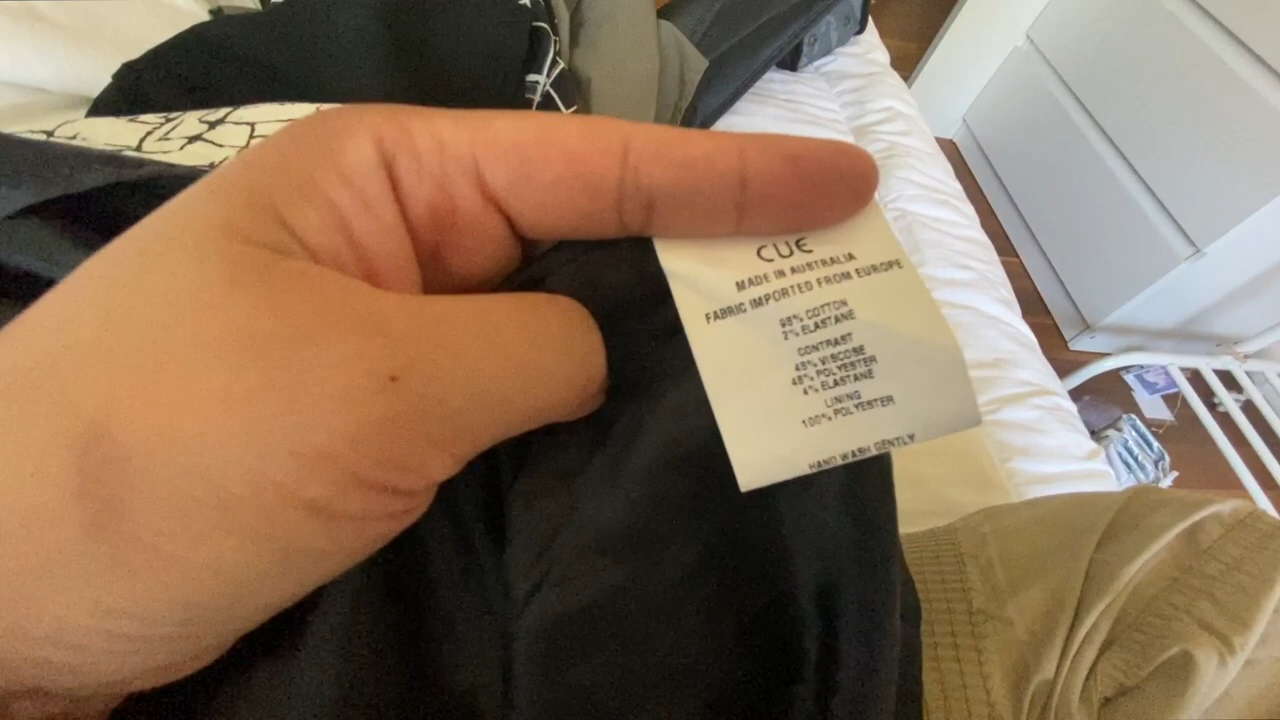 CUE
MADE IN AUSTRALIA
FABRIC IMPORTED FROM EUROPE
98% COTTON
2% ELASTANE
CONTRAST
48% VISCOSE
48% POLYESTER
4% ELASTANE
LINING
100% POLYESTER
HAND WASH GENTLY